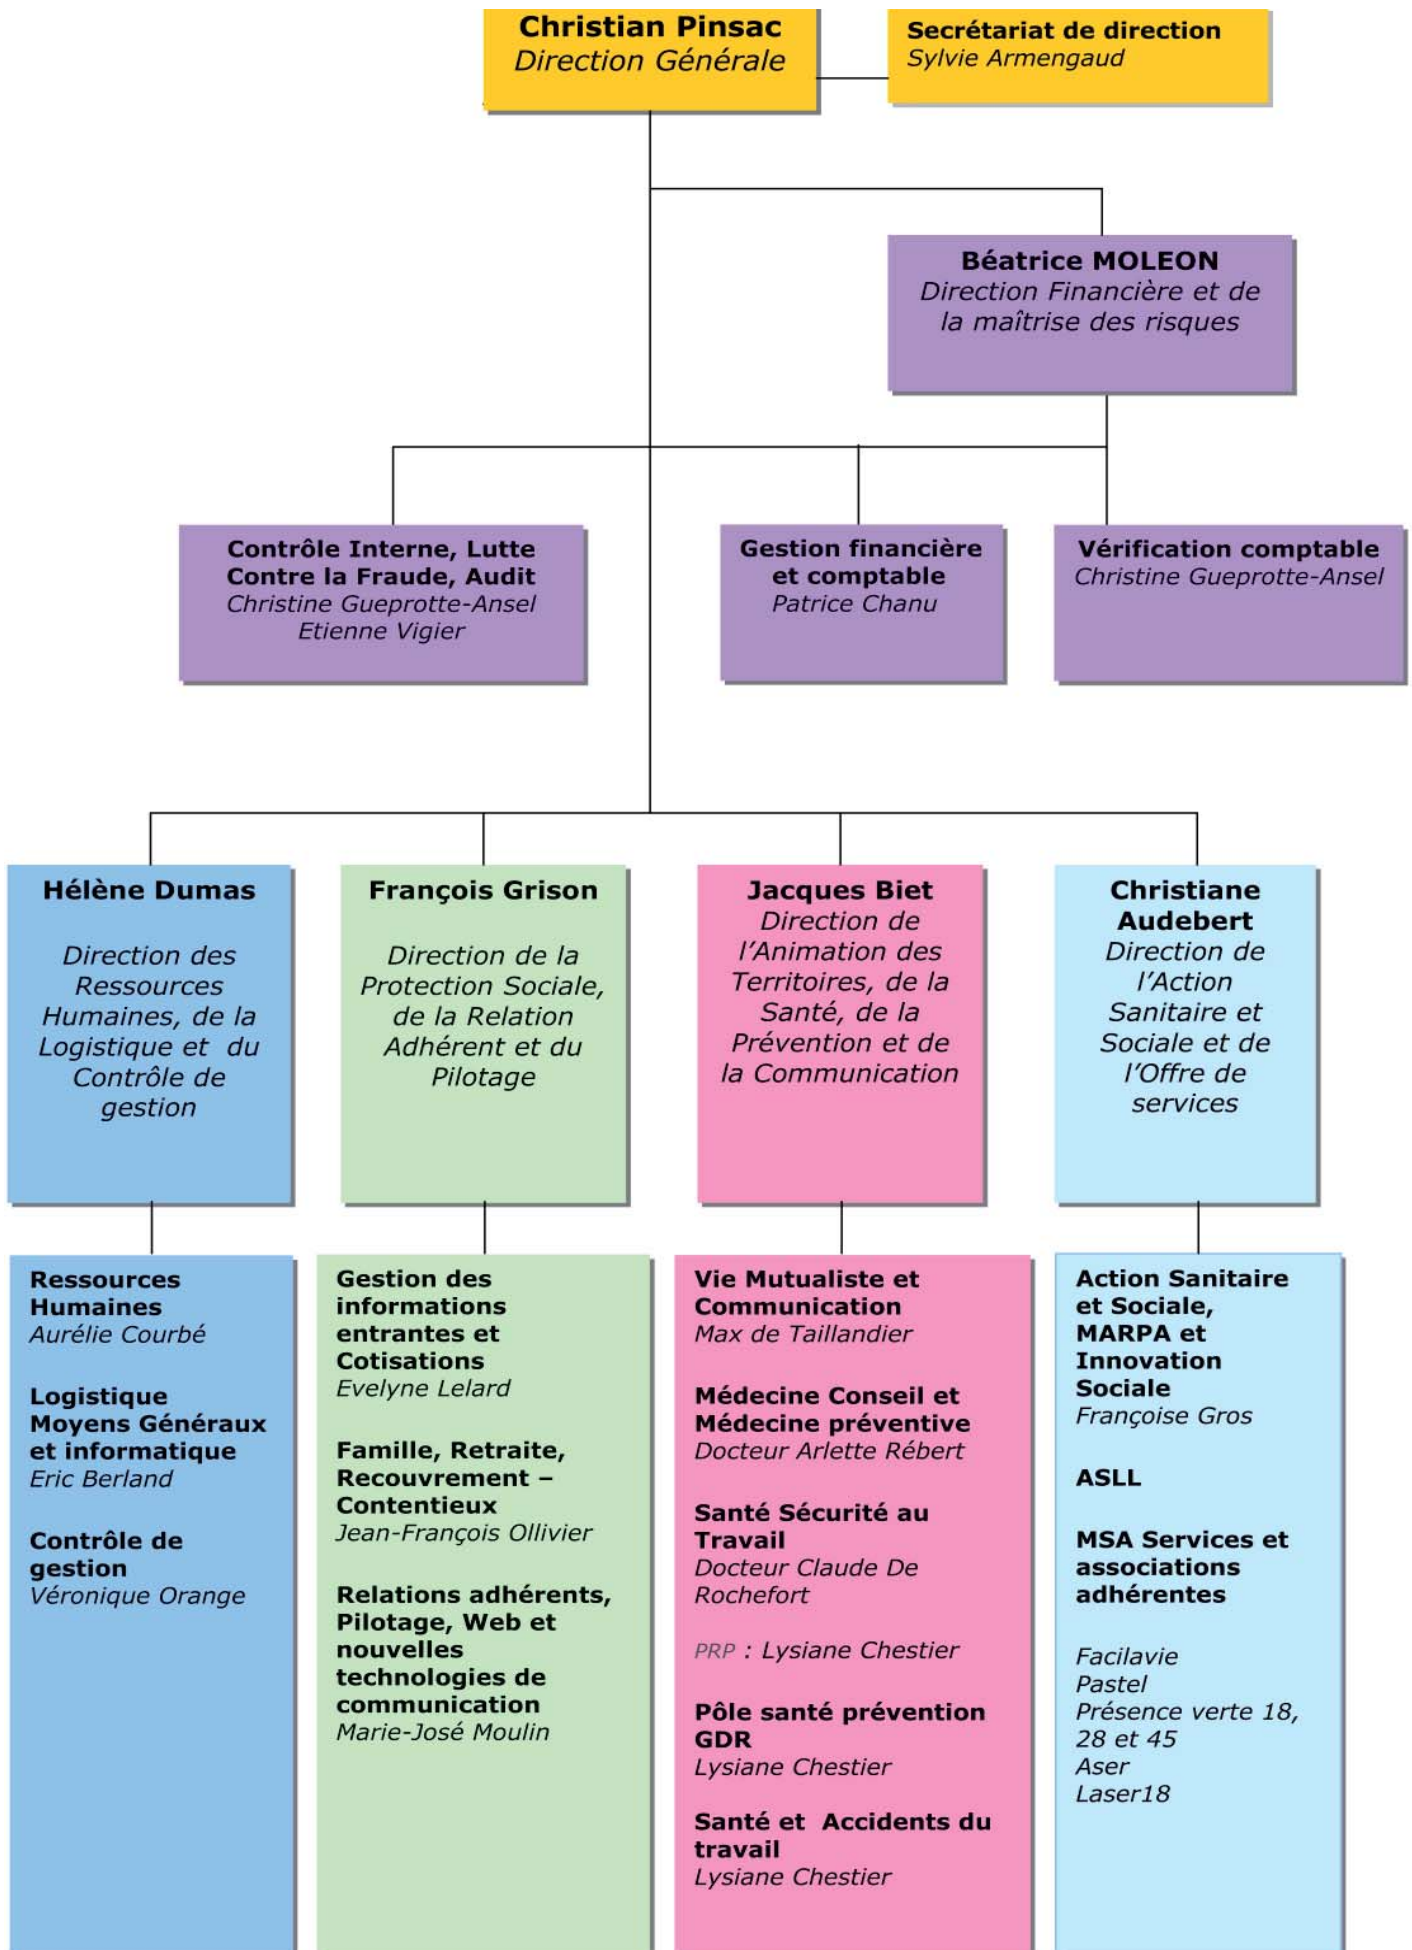 Christian Pinsac
Direction Générale
Secrétariat de direction
Sylvie Armengaud
Béatrice MOLEON
Direction Financière et de
la maîtrise des risques
Contrôle Interne, Lutte
Contre la Fraude, Audit
Christine Gueprotte-Ansel
Etienne Vigier
Gestion financière
et comptable
Patrice Chanu
Vérification comptable
Christine Gueprotte-Ansel
Hélène Dumas
Direction des
Ressources
Humaines, de la
Logistique et du
Contrôle de
gestion
François Grison
Direction de la
Protection Sociale,
de la Relation
Adhérent et du
Pilotage
Jacques Biet
Direction de
l'Animation des
Territoires, de la
Santé, de la
Prévention et de
la Communication
Christiane
Audebert
Direction de
l'Action
Sanitaire et
Sociale et de
l'Offre de
services
Ressources
Humaines
Aurélie Courbé
Logistique
Moyens Généraux
et informatique
Eric Berland
Contrôle de
gestion
Véronique Orange
Gestion des
informations
entrantes et
Cotisations
Evelyne Lelard
Famille, Retraite,
Recouvrement –
Contentieux
Jean-François Ollivier
Relations adhérents,
Pilotage, Web et
nouvelles
technologies de
communication
Marie-José Moulin
Vie Mutualiste et
Communication
Max de Taillandier
Médecine Conseil et
Médecine préventive
Docteur Arlette Rébert
Santé Sécurité au
Travail
Docteur Claude De
Rochefort
PRP : Lysiane Chestier
Pôle santé prévention
GDR
Lysiane Chestier
Santé et Accidents du
travail
Lysiane Chestier
Action Sanitaire
et Sociale,
MARPA et
Innovation
Sociale
Françoise Gros
ASLL
MSA Services et
associations
adhérentes
Facilavie
Pastel
Présence verte 18,
28 et 45
Aser
Laser18